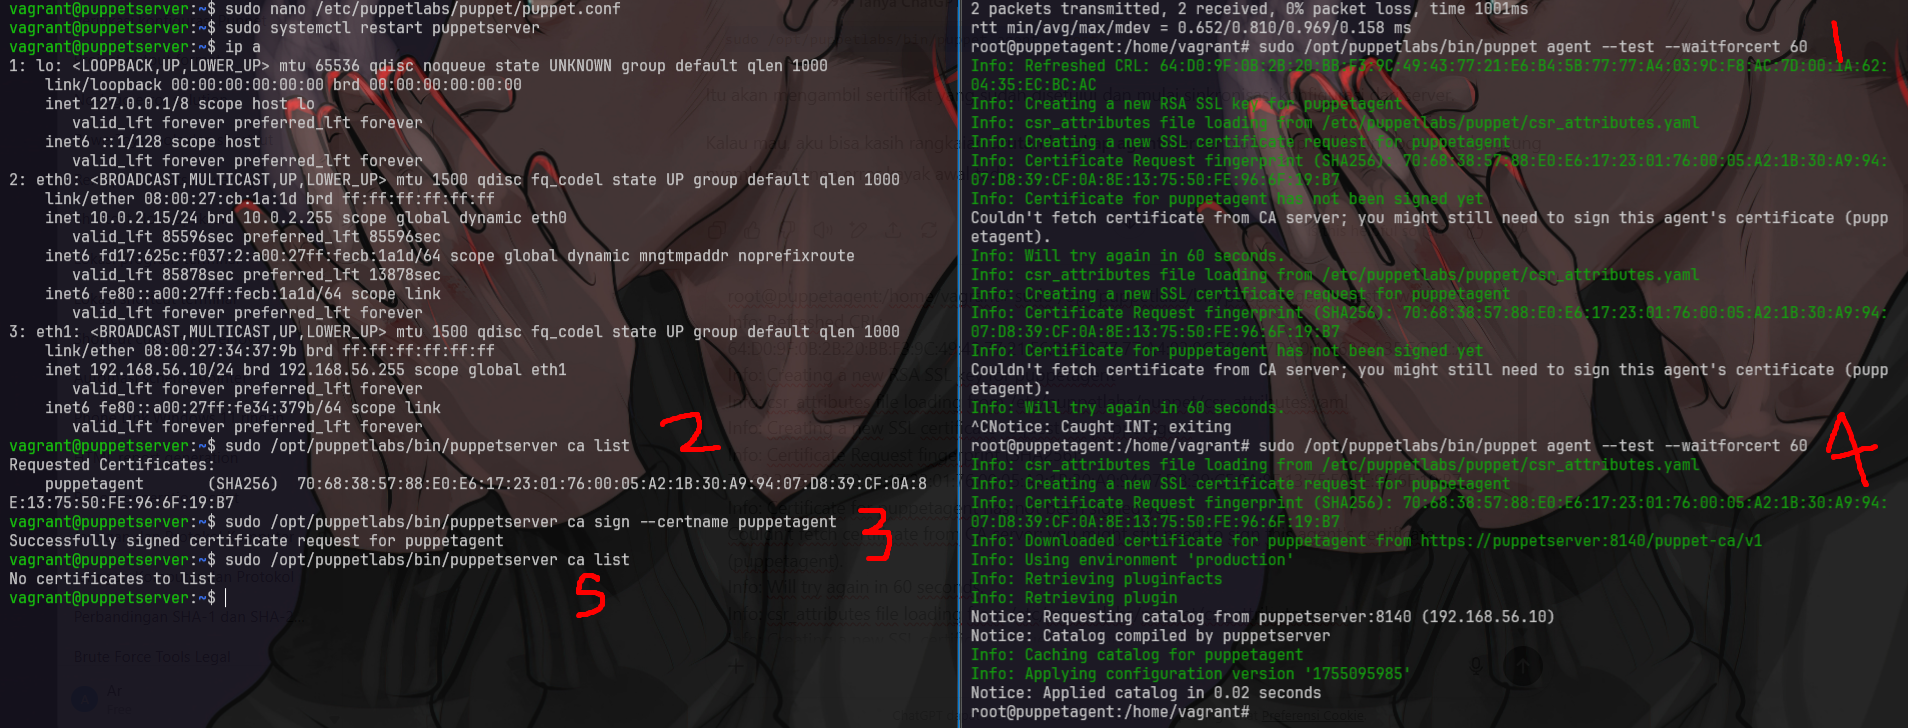 vagrant@puppetserver:~$ sudo nano /etc/puppetlabs/puppet/puppet.conf
vagrant@puppetserver:~$ sudo systemctl restart puppetserver
vagrant@puppetserver:~$ ip a
1: lo: <LOOPBACK,UP,LOWER_UP> mtu 65536 qdisc noqueue state UNKNOWN group default qlen 1000
    link/loopback 00:00:00:00:00:00 brd 00:00:00:00:00:00
    inet 127.0.0.1/8 scope host lo
       valid_lft forever preferred_lft forever
    inet6 ::1/128 scope host
       valid_lft forever preferred_lft forever
2: eth0: <BROADCAST,MULTICAST,UP,LOWER_UP> mtu 1500 qdisc fq_codel state UP group default qlen 1000
    link/ether 08:00:27:cb:1a:1d brd ff:ff:ff:ff:ff:ff
    inet 10.0.2.15/24 brd 10.0.2.255 scope global dynamic eth0
       valid_lft 85596sec preferred_lft 85596sec
    inet6 fd17:625c:f037:2:a00:27ff:fecb:1a1d/64 scope global dynamic mngtmpaddr noprefixroute
       valid_lft 85878sec preferred_lft 13878sec
    inet6 fe80::a00:27ff:fecb:1a1d/64 scope link
       valid_lft forever preferred_lft forever
3: eth1: <BROADCAST,MULTICAST,UP,LOWER_UP> mtu 1500 qdisc fq_codel state UP group default qlen 1000
    link/ether 08:00:27:34:37:9b brd ff:ff:ff:ff:ff:ff
    inet 192.168.56.10/24 brd 192.168.56.255 scope global eth1
       valid_lft forever preferred_lft forever
    inet6 fe80::a00:27ff:fe34:379b/64 scope link
       valid_lft forever preferred_lft forever
vagrant@puppetserver:~$ sudo /opt/puppetlabs/bin/puppetserver ca list
2
Requested Certificates:
    puppetagent       (SHA256)  70:68:38:57:88:E0:E6:17:23:01:76:00:05:A2:1B:30:A9:94:07:D8:39:CF:0A:8
E:13:75:50:FE:96:6F:19:B7
vagrant@puppetserver:~$ sudo /opt/puppetlabs/bin/puppetserver ca sign --certname puppetagent
3
Successfully signed certificate request for puppetagent
vagrant@puppetserver:~$ sudo /opt/puppetlabs/bin/puppetserver ca list
5
No certificates to list
vagrant@puppetserver:~$
Perbandingan SHA-1 dan SHA-2
Brute Force Tools Legal
Ar
2 packets transmitted, 2 received, 0% packet loss, time 1001ms
rtt min/avg/max/mdev = 0.652/0.810/0.969/0.158 ms
root@puppetagent:/home/vagrant# sudo /opt/puppetlabs/bin/puppet agent --test --waitforcert 60
1
Info: Refreshed CRL: 64:D0:9F:0B:28:20:BB:F3:9C:49:43:77:21:E6:B4:5B:77:77:A4:03:9C:F8:AC:7D:00:1A:62:
04:35:EC:BC:AC
Info: Creating a new RSA SSL key for puppetagent
Info: csr_attributes file loading from /etc/puppetlabs/puppet/csr_attributes.yaml
Info: Creating a new SSL certificate request for puppetagent
Info: Certificate Request fingerprint (SHA256): 70:68:38:57:88:E0:E6:17:23:01:76:00:05:A2:1B:30:A9:94:
07:D8:39:CF:0A:8E:13:75:50:FE:96:6F:19:B7
Info: Certificate for puppetagent has not been signed yet
Couldn't fetch certificate from CA server; you might still need to sign this agent's certificate (pupp
etagent).
Info: Will try again in 60 seconds.
Info: csr_attributes file loading from /etc/puppetlabs/puppet/csr_attributes.yaml
Info: Creating a new SSL certificate request for puppetagent
Info: Certificate Request fingerprint (SHA256): 70:68:38:57:88:E0:E6:17:23:01:76:00:05:A2:1B:30:A9:94:
07:D8:39:CF:0A:8E:13:75:50:FE:96:6F:19:B7
Info: Certificate for puppetagent has not been signed yet
Couldn't fetch certificate from CA server; you might still need to sign this agent's certificate (pupp
etagent).
Info: Will try again in 60 seconds.
^CNotice: Caught INT; exiting
root@puppetagent:/home/vagrant# sudo /opt/puppetlabs/bin/puppet agent --test --waitforcert 60
4
Info: csr_attributes file loading from /etc/puppetlabs/puppet/csr_attributes.yaml
Info: Creating a new SSL certificate request for puppetagent
Info: Certificate Request fingerprint (SHA256): 70:68:38:57:88:E0:E6:17:23:01:76:00:05:A2:1B:30:A9:94:
07:D8:39:CF:0A:8E:13:75:50:FE:96:6F:19:B7
Info: Downloaded certificate for puppetagent from https://puppetserver:8140/puppet-ca/v1
Info: Using environment 'production'
Info: Retrieving pluginfacts
Info: Retrieving plugin
Notice: Requesting catalog from puppetserver:8140 (192.168.56.10)
Notice: Catalog compiled by puppetserver
Info: Caching catalog for puppetagent
Info: Applying configuration version '1755095985'
Notice: Applied catalog in 0.02 seconds
root@puppetagent:/home/vagrant#